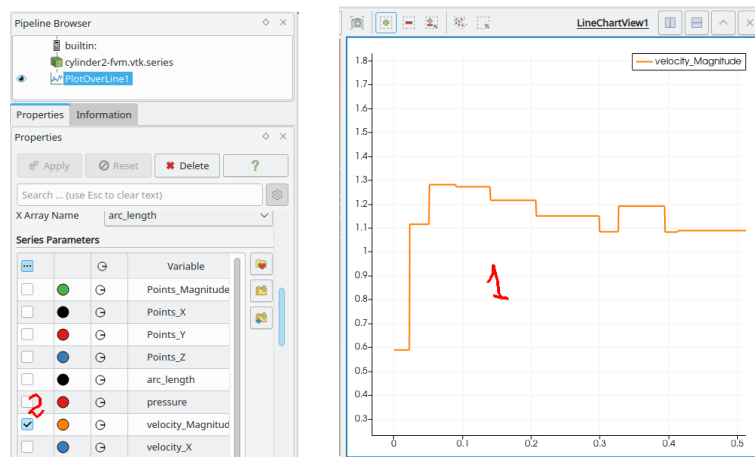 Pipeline Browser
builtin:
cylinder2-fvm.vtk.series
PlotOverLine1
Properties
Information
Properties
Apply
Reset
Delete
?
Search ... (use Esc to clear text)
X Array Name
arc_length
Series Parameters
Variable
Points_Magnitude
Points_X
Points_Y
Points_Z
arc_length
pressure
2
velocity_Magnitud
velocity_X
LineChartView1
velocity_Magnitude
1.8
1.7
1.6
1.5
1.4
1.3
1.2
1.1
1
0.9
0.8
0.7
0.6
0.5
0.4
0.3
1
0
0.1
0.2
0.3
0.4
0.5